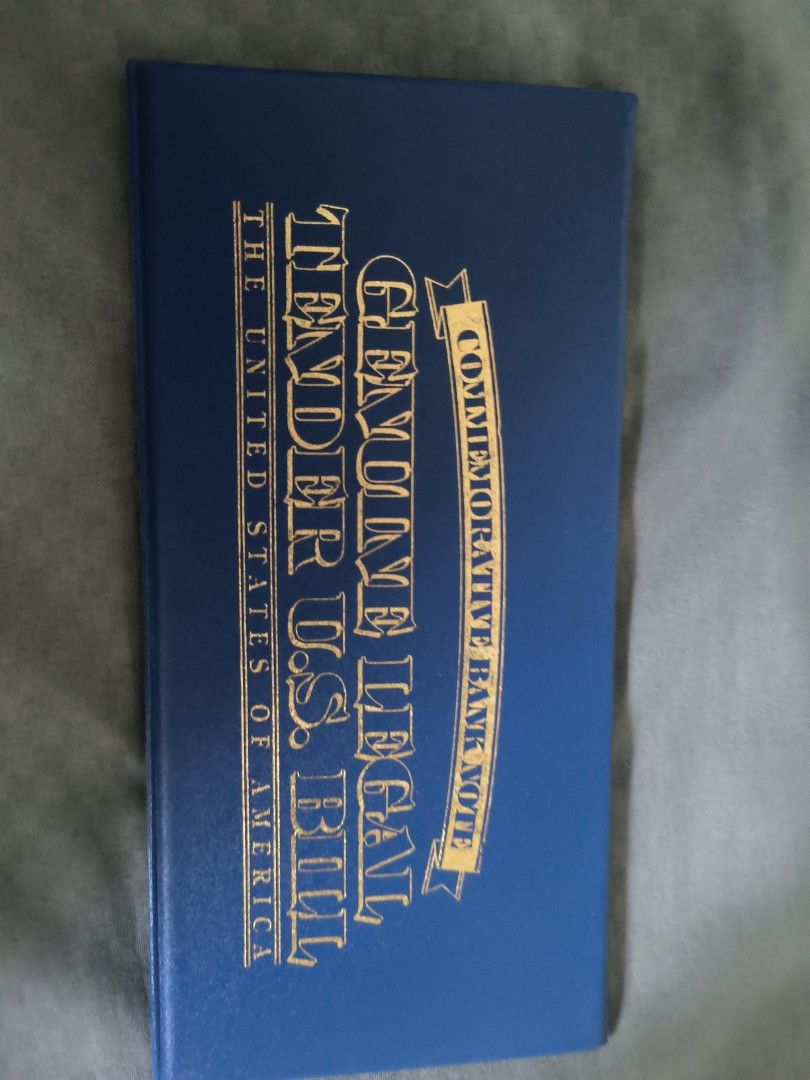 COMMEMORATIVE BANKNOTE
GENUINE LEGAL
TENDER U.S. BILL
THE UNITED STATES OF AMERICA